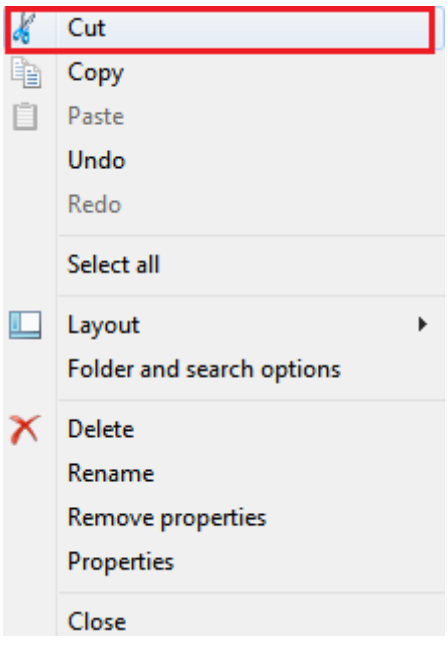 Cut
Copy
Paste
Undo
Redo
Select all
Layout
Folder and search options
Delete
Rename
Remove properties
Properties
Close